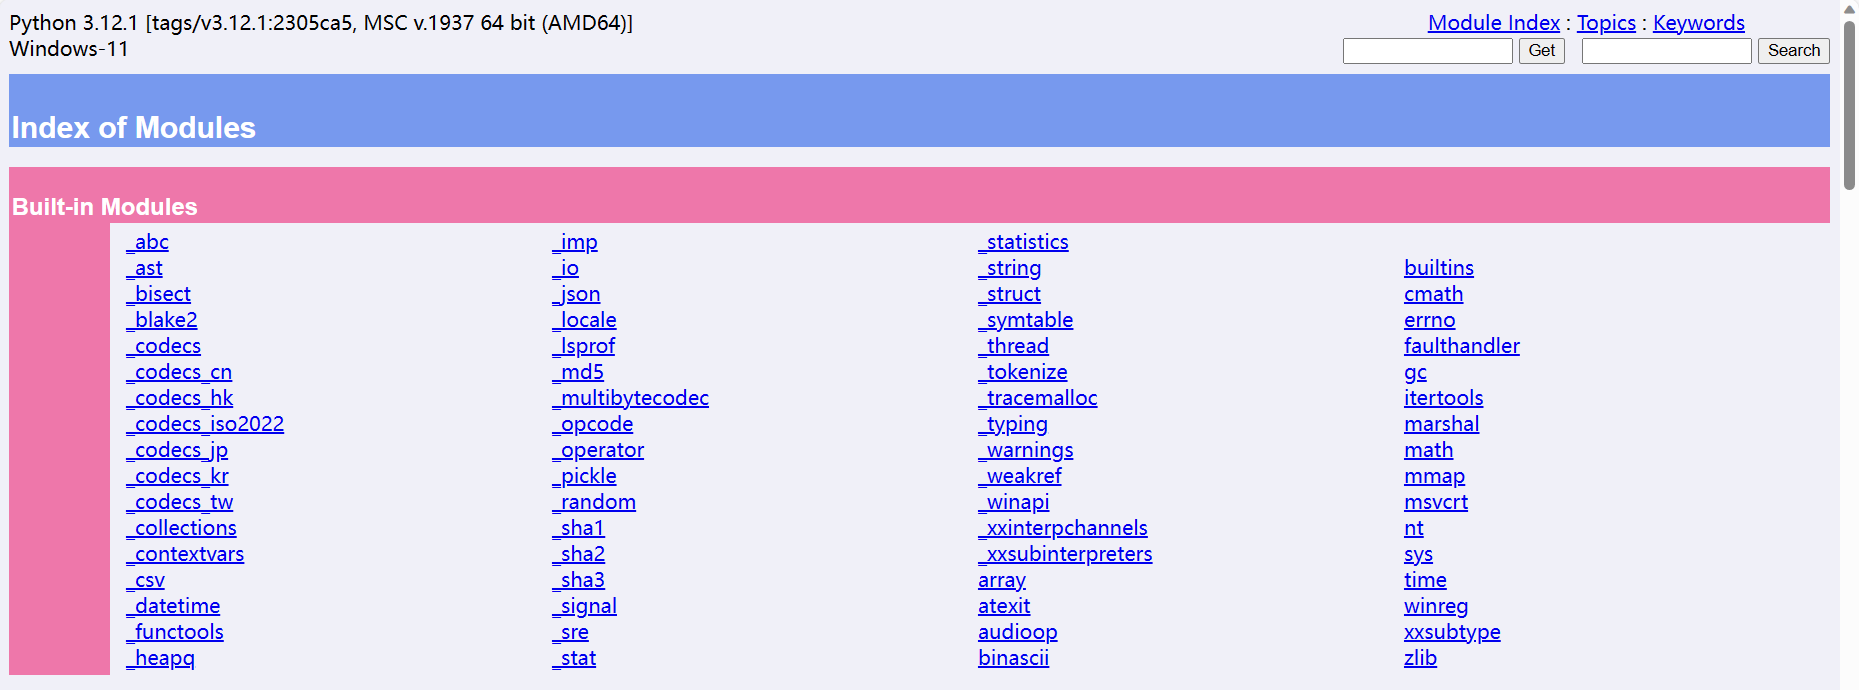 Python 3.12.1 [tags/v3.12.1:2305ca5, MSC v.1937 64 bit (AMD64)]
Windows-11
Module Index : Topics : Keywords
Get
Search
Index of Modules
Built-in Modules
_abc
_ast
_bisect
_blake2
_codecs
_codecs_cn
_codecs_hk
_codecs_iso2022
_codecs_jp
_codecs_kr
_codecs_tw
_collections
_contextvars
_csv
_datetime
_functools
_heapq
_imp
_io
_json
_locale
_lsprof
_md5
_multibytecodec
_opcode
_operator
_pickle
_random
_sha1
_sha2
_sha3
_signal
_sre
_stat
_statistics
_string
_struct
_symtable
_thread
_tokenize
_tracemalloc
_typing
_warnings
_weakref
_winapi
_xxinterpchannels
_xxsubinterpreters
array
atexit
audioop
binascii
builtins
cmath
errno
faulthandler
gc
itertools
marshal
math
mmap
msvcrt
nt
sys
time
winreg
xxsubtype
zlib